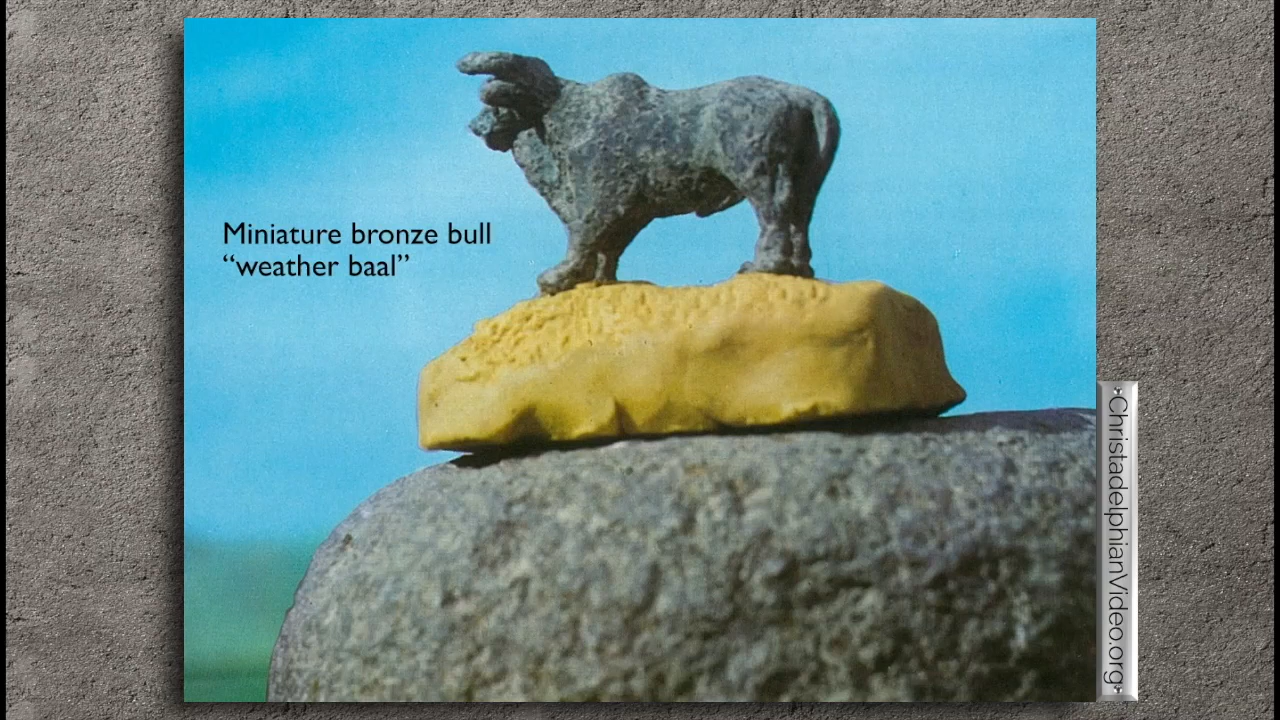 Miniature bronze bull
“weather baal”
ChristadelphianVideo.org